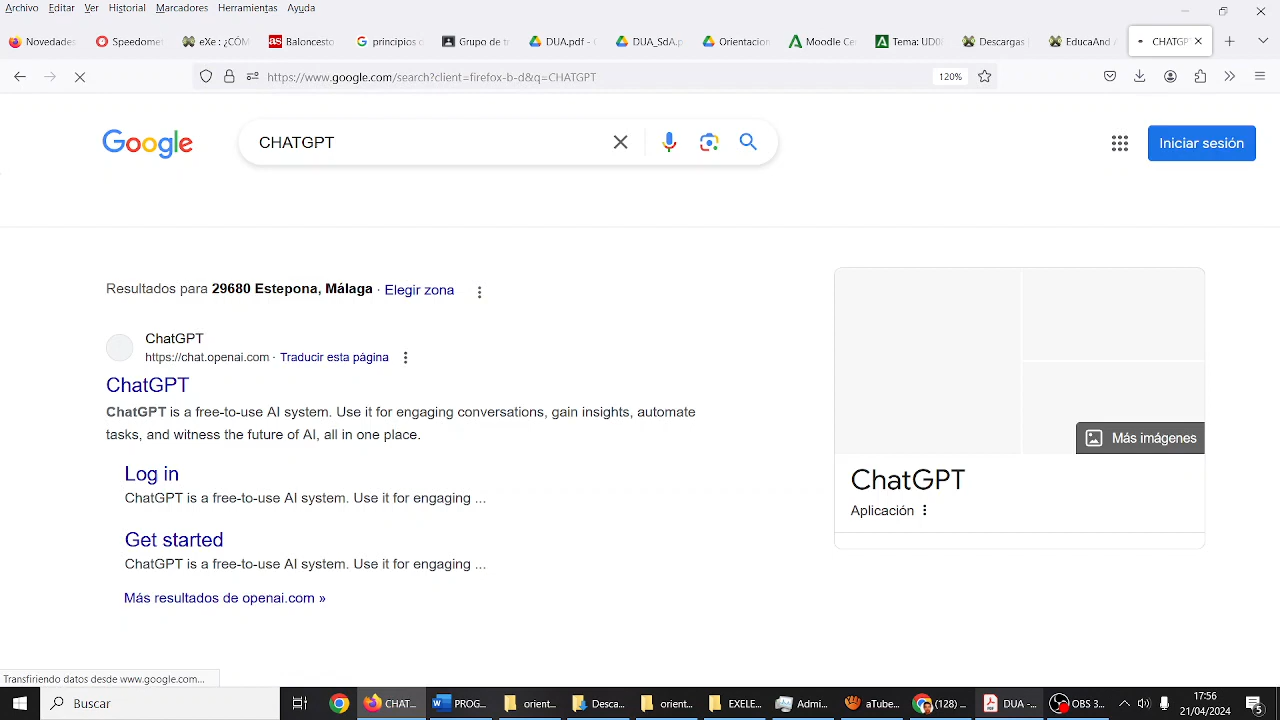 Archivo Editar Ver Historial Marcadores Herramientas Ayuda
Novedades Speedome eXe : ¿CÓM Baloncesto principios d Grupo de tr DUA.pdf - DUA_SdA.p Orientacion Moodle Ce Tema: UD0 Descargas EducaAnd CHATGPT
https://www.google.com/search?client=firefox-b-d&q=CHATGPT 120%
Google CHATGPT Iniciar sesión
Resultados para 29680 Estepona, Málaga · Elegir zona
ChatGPT
https://chat.openai.com · Traducir esta página
ChatGPT
ChatGPT is a free-to-use AI system. Use it for engaging conversations, gain insights, automate
tasks, and witness the future of AI, all in one place.
Log in
ChatGPT is a free-to-use AI system. Use it for engaging ...
Get started
ChatGPT is a free-to-use AI system. Use it for engaging ...
Más resultados de openai.com »
Más imágenes
ChatGPT
Aplicación
Transfiriendo datos desde www.google.com...
Buscar CHAT... PROG... orient... Desca... orient... EXELE... Admi... aTube... (128) ... DUA -... OBS 3... 17:56
21/04/2024 5